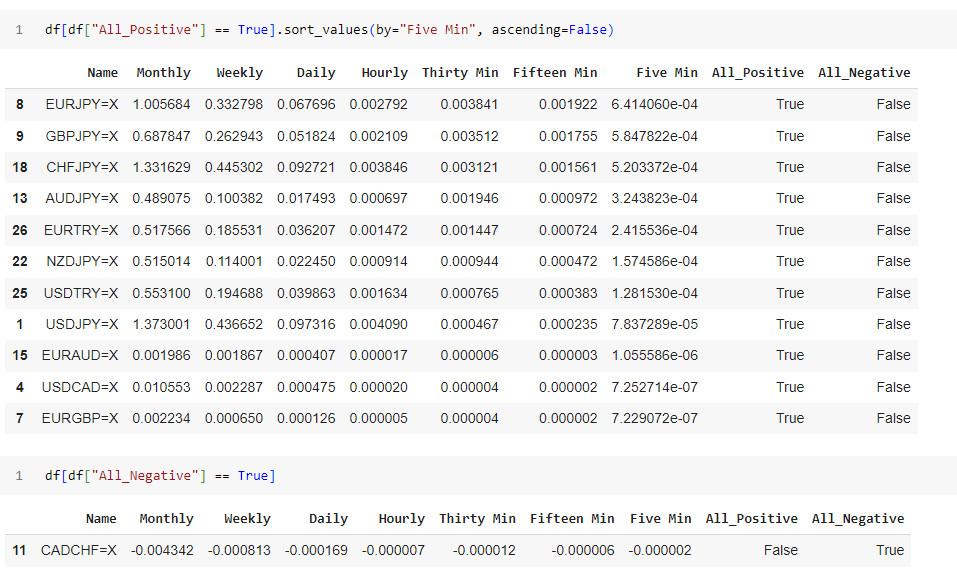 1 df[df["All_Positive"] == True].sort_values(by="Five Min", ascending=False)
Name Monthly Weekly Daily Hourly Thirty Min Fifteen Min Five Min All_Positive All_Negative
8 EURJPY=X 1.005684 0.332798 0.067696 0.002792 0.003841 0.001922 6.414060e-04 True False
9 GBPJPY=X 0.687847 0.262943 0.051824 0.002109 0.003512 0.001755 5.847822e-04 True False
18 CHFJPY=X 1.331629 0.445302 0.092721 0.003846 0.003121 0.001561 5.203372e-04 True False
13 AUDJPY=X 0.489075 0.100382 0.017493 0.000697 0.001946 0.000972 3.243823e-04 True False
26 EURTRY=X 0.517566 0.185531 0.036207 0.001472 0.001447 0.000724 2.415536e-04 True False
22 NZDJPY=X 0.515014 0.114001 0.022450 0.000914 0.000944 0.000472 1.574586e-04 True False
25 USDTRY=X 0.553100 0.194688 0.039863 0.001634 0.000765 0.000383 1.281530e-04 True False
1 USDJPY=X 1.373001 0.436652 0.097316 0.004090 0.000467 0.000235 7.837289e-05 True False
15 EURAUD=X 0.001986 0.001867 0.000407 0.000017 0.000006 0.000003 1.055586e-06 True False
4 USDCAD=X 0.010553 0.002287 0.000475 0.000020 0.000004 0.000002 7.252714e-07 True False
7 EURGBP=X 0.002234 0.000650 0.000126 0.000005 0.000004 0.000002 7.229072e-07 True False
1 df[df["All_Negative"] == True]
Name Monthly Weekly Daily Hourly Thirty Min Fifteen Min Five Min All_Positive All_Negative
11 CADCHF=X -0.004342 -0.000813 -0.000169 -0.000007 -0.000012 -0.000006 -0.000002 False True